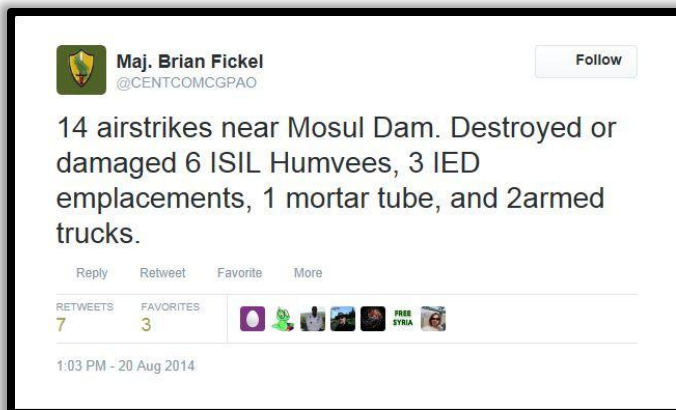 Maj. Brian Fickel
Follow
@CENTCOMCGPAO
14 airstrikes near Mosul Dam. Destroyed or
damaged 6 ISIL Humvees, 3 IED
emplacements, 1 mortar tube, and 2armed
trucks.
Reply Retweet Favorite More
RETWEETS FAVORITES
7 3
FREE
SYRIA
1:03 PM - 20 Aug 2014